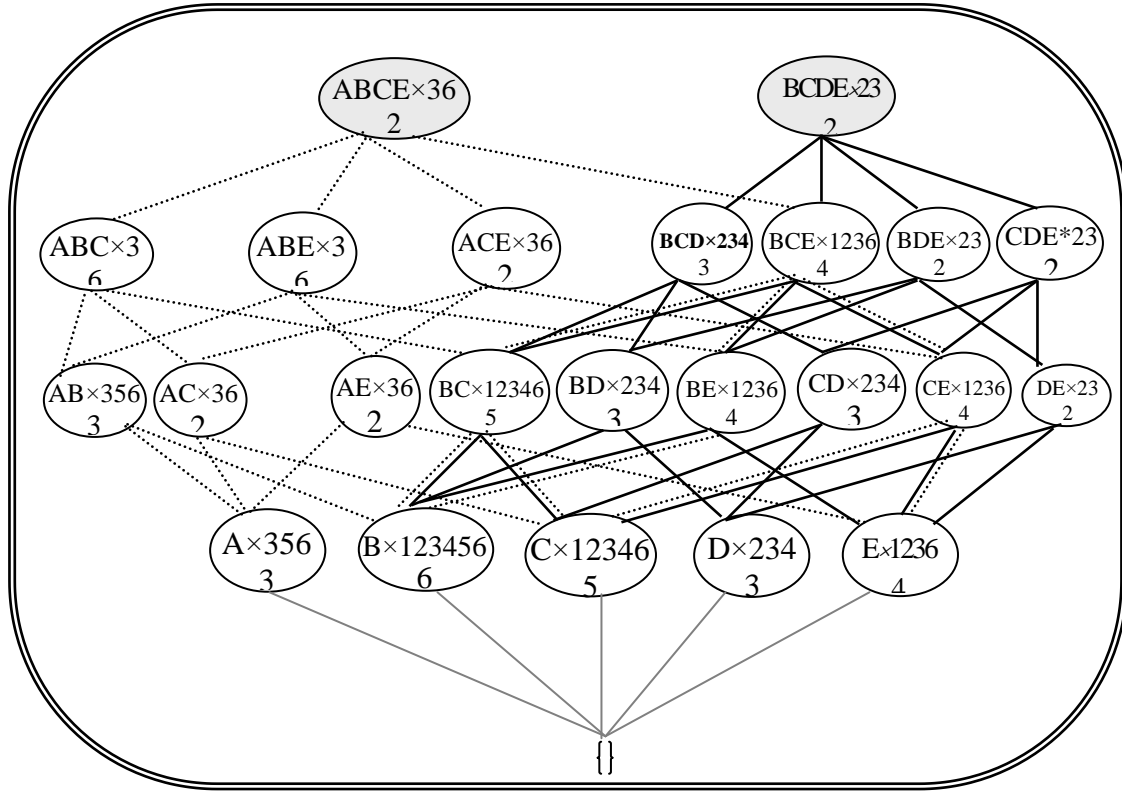 ABCE×36
2
BCDE×23
2
ABC×3
6
ABE×3
6
ACE×36
2
BCD×234
3
BCE×1236
4
BDE×23
2
CDE*23
2
AB×356
3
AC×36
2
AE×36
2
BC×12346
5
BD×234
3
BE×1236
4
CD×234
3
CE×1236
4
DE×23
2
A×356
3
B×123456
6
C×12346
5
D×234
3
E×1236
4
{}